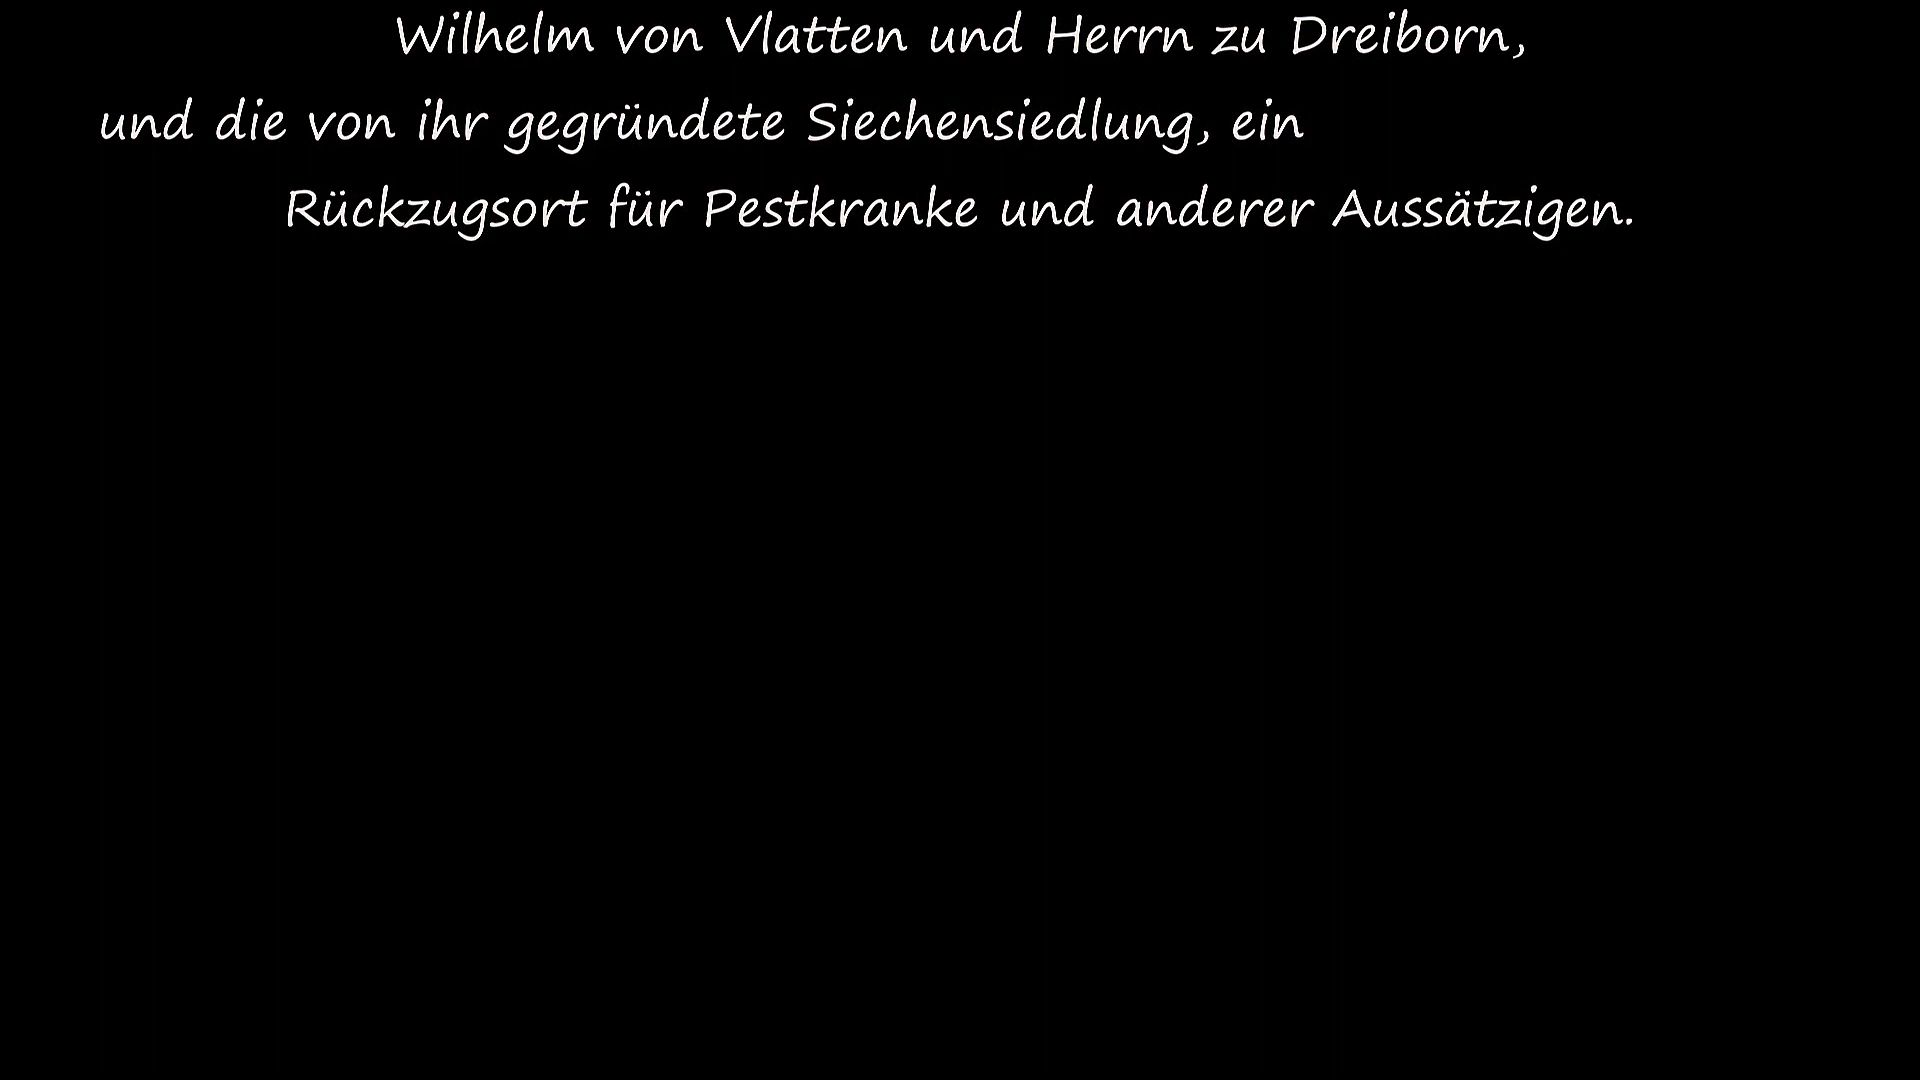 Wilhelm von Vlatten und Herrn zu Dreiborn,
und die von ihr gegründete Siechensiedlung, ein
Rückzugsort für Pestkranke und anderer Aussätzigen.